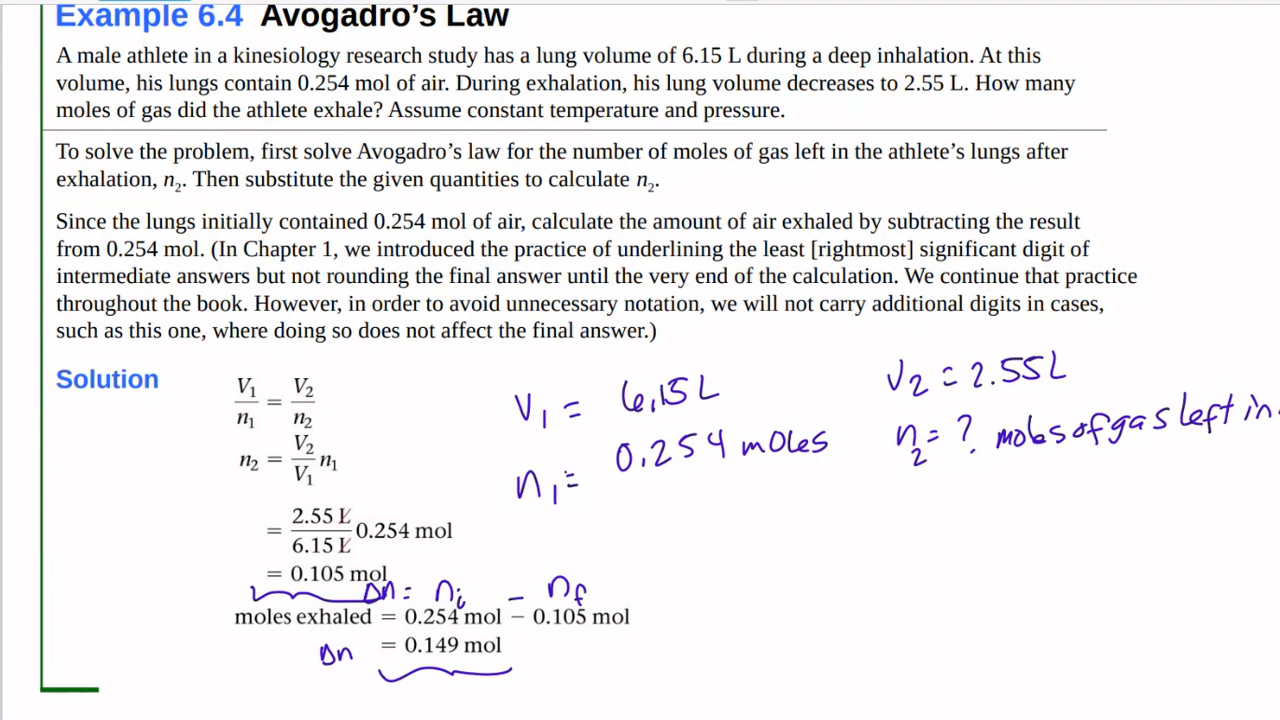 Example 6.4 Avogadro's Law
A male athlete in a kinesiology research study has a lung volume of 6.15 L during a deep inhalation. At this
volume, his lungs contain 0.254 mol of air. During exhalation, his lung volume decreases to 2.55 L. How many
moles of gas did the athlete exhale? Assume constant temperature and pressure.
To solve the problem, first solve Avogadro's law for the number of moles of gas left in the athlete's lungs after
exhalation, n₂. Then substitute the given quantities to calculate n₂.
Since the lungs initially contained 0.254 mol of air, calculate the amount of air exhaled by subtracting the result
from 0.254 mol. (In Chapter 1, we introduced the practice of underlining the least [rightmost] significant digit of
intermediate answers but not rounding the final answer until the very end of the calculation. We continue that practice
throughout the book. However, in order to avoid unnecessary notation, we will not carry additional digits in cases,
such as this one, where doing so does not affect the final answer.)
Solution
V₁/n₁ = V₂/n₂
n₂ = V₂/V₁ n₁
= 2.55 L/6.15 L 0.254 mol
= 0.105 mol
Δn = nᵢ − n_f
moles exhaled = 0.254 mol − 0.105 mol
Δn = 0.149 mol
V₁ = 6.15 L
n₁ = 0.254 moles
V₂ = 2.55 L
n₂ = ? moles of gas left in